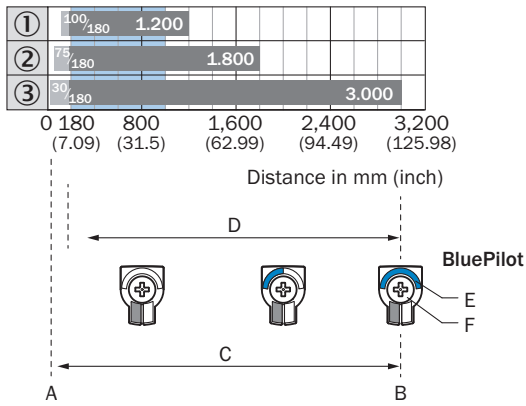 ① 100/180 1.200
② 75/180 1.800
③ 30/180 3.000
0 180 800 1,600 2,400 3,200
(7.09) (31.5) (62.99) (94.49) (125.98)
Distance in mm (inch)
D
BluePilot
E
F
C
A B